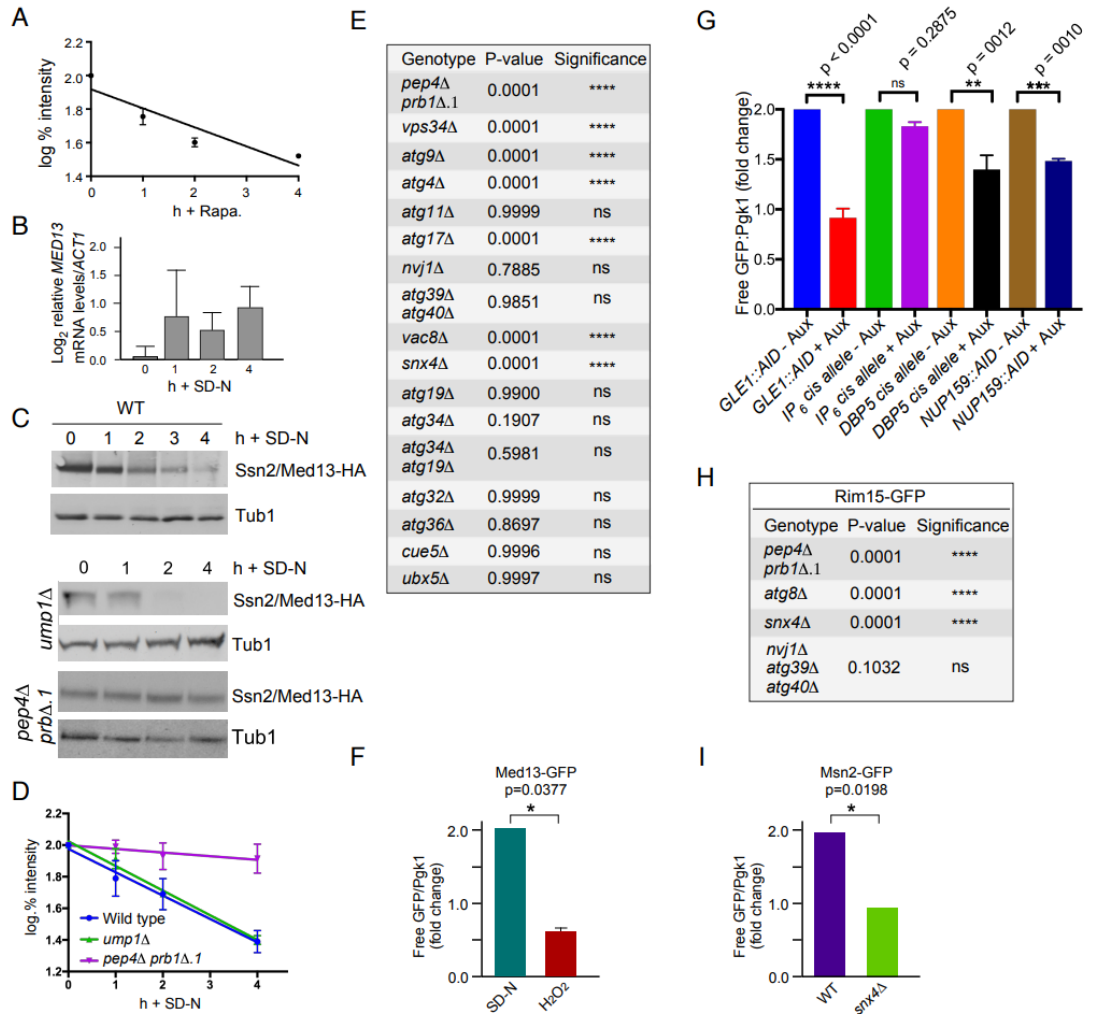 A
log % intensity
2.2
2.0
1.8
1.6
1.4
0 1 2 3 4
h + Rapa.
B
Log2 relative MED13
mRNA levels/ACT1
2.0
1.5
1.0
0.5
0.0
0 1 2 4
h + SD-N
C
WT
0 1 2 3 4 h + SD-N
Ssn2/Med13-HA
Tub1
0 1 2 4 h + SD-N
ump1Δ
Ssn2/Med13-HA
Tub1
pep4Δ
prbΔ.1
Ssn2/Med13-HA
Tub1
D
log.% intensity
2.2
2.0
1.8
1.6
1.4
1.2
Wild type
ump1Δ
pep4Δ prb1Δ.1
0 1 2 3 4
h + SD-N
E
Genotype P-value Significance
pep4Δ
prb1Δ.1 0.0001 ****
vps34Δ 0.0001 ****
atg9Δ 0.0001 ****
atg4Δ 0.0001 ****
atg11Δ 0.9999 ns
atg17Δ 0.0001 ****
nvj1Δ 0.7885 ns
atg39Δ
atg40Δ 0.9851 ns
vac8Δ 0.0001 ****
snx4Δ 0.0001 ****
atg19Δ 0.9900 ns
atg34Δ 0.1907 ns
atg34Δ
atg19Δ 0.5981 ns
atg32Δ 0.9999 ns
atg36Δ 0.8697 ns
cue5Δ 0.9996 ns
ubx5Δ 0.9997 ns
F
Med13-GFP
p=0.0377
*
Free GFP/Pgk1
(fold change)
2.0
1.0
0.0
SD-N
H2O2
G
p < 0.0001
p = 0.2875
p = 0012
p = 0010
**** ns ** ***
Free GFP:Pgk1 (fold change)
2.0
1.5
1.0
0.0
GLE1::AID - Aux
GLE1::AID + Aux
IP6 cis allele - Aux
IP6 cis allele + Aux
DBP5 cis allele - Aux
DBP5 cis allele + Aux
NUP159::AID - Aux
NUP159::AID + Aux
H
Rim15-GFP
Genotype P-value Significance
pep4Δ
prb1Δ.1 0.0001 ****
atg8Δ 0.0001 ****
snx4Δ 0.0001 ****
nvj1Δ
atg39Δ 0.1032 ns
atg40Δ
I
Msn2-GFP
p=0.0198
*
Free GFP/Pgk1
(fold change)
2.0
1.0
0.0
WT
snx4Δ